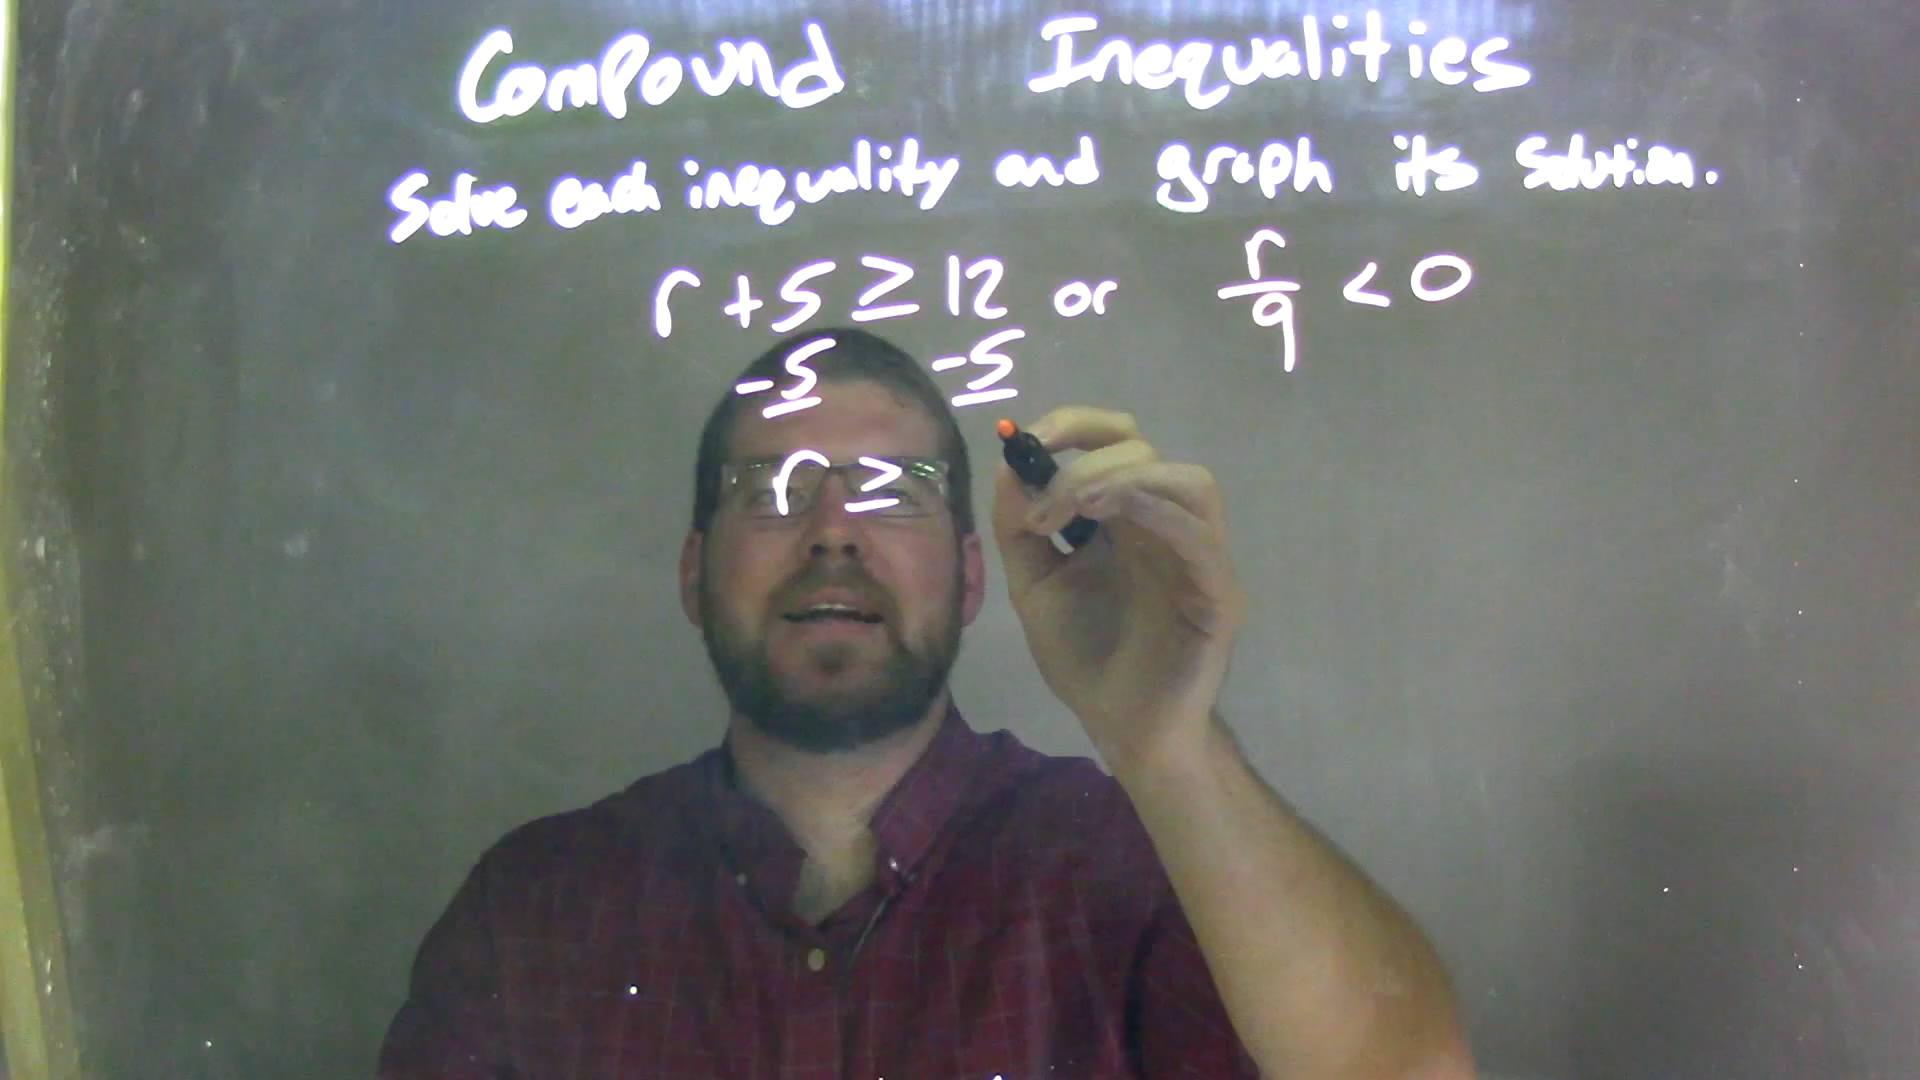 Compound Inequalities
Solve each inequality and graph its solution.
r + 5 ≥ 12 or r/9 < 0
-5 -5
r ≥